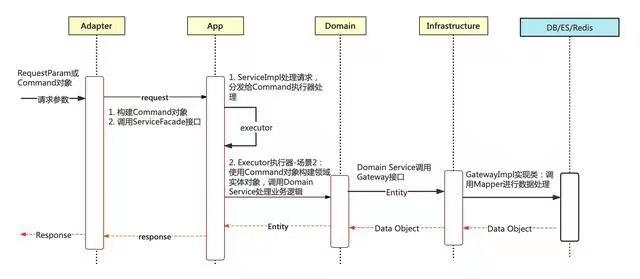 Adapter
App
Domain
Infrastructure
DB/ES/Redis
RequestParam或
Command对象
请求参数
request
1. 构建Command对象
2. 调用ServiceFacade接口
1. ServiceImpl处理请求，
分发给Command执行器处
理
executor
2. Executor执行器-场景2：
使用Command对象构建领域
实体对象，调用Domain
Service处理业务逻辑
Domain Service调用
Gateway接口
Entity
GatewayImpl实现类：调
用Mapper进行数据处理
Response
response
Entity
Data Object
Data Object